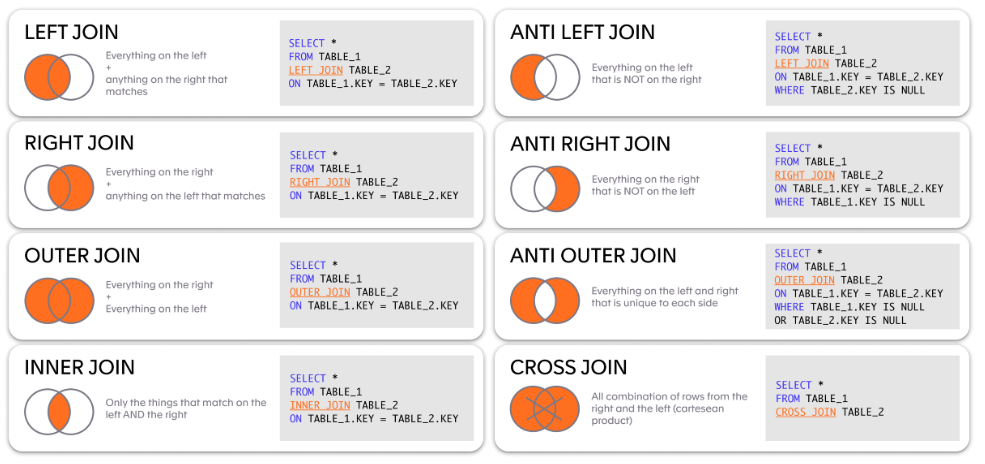 LEFT JOIN
Everything on the left
+
anything on the right that
matches
SELECT *
FROM TABLE_1
LEFT JOIN TABLE_2
ON TABLE_1.KEY = TABLE_2.KEY
ANTI LEFT JOIN
Everything on the left
that is NOT on the right
SELECT *
FROM TABLE_1
LEFT JOIN TABLE_2
ON TABLE_1.KEY = TABLE_2.KEY
WHERE TABLE_2.KEY IS NULL
RIGHT JOIN
Everything on the right
+
anything on the left that matches
SELECT *
FROM TABLE_1
RIGHT JOIN TABLE_2
ON TABLE_1.KEY = TABLE_2.KEY
ANTI RIGHT JOIN
Everything on the right
that is NOT on the left
SELECT *
FROM TABLE_1
RIGHT JOIN TABLE_2
ON TABLE_1.KEY = TABLE_2.KEY
WHERE TABLE_1.KEY IS NULL
OUTER JOIN
Everything on the right
+
Everything on the left
SELECT *
FROM TABLE_1
OUTER JOIN TABLE_2
ON TABLE_1.KEY = TABLE_2.KEY
ANTI OUTER JOIN
Everything on the left and right
that is unique to each side
SELECT *
FROM TABLE_1
OUTER JOIN TABLE_2
ON TABLE_1.KEY = TABLE_2.KEY
WHERE TABLE_1.KEY IS NULL
OR TABLE_2.KEY IS NULL
INNER JOIN
Only the things that match on the
left AND the right
SELECT *
FROM TABLE_1
INNER JOIN TABLE_2
ON TABLE_1.KEY = TABLE_2.KEY
CROSS JOIN
All combination of rows from the
right and the left (cartesean
product)
SELECT *
FROM TABLE_1
CROSS JOIN TABLE_2